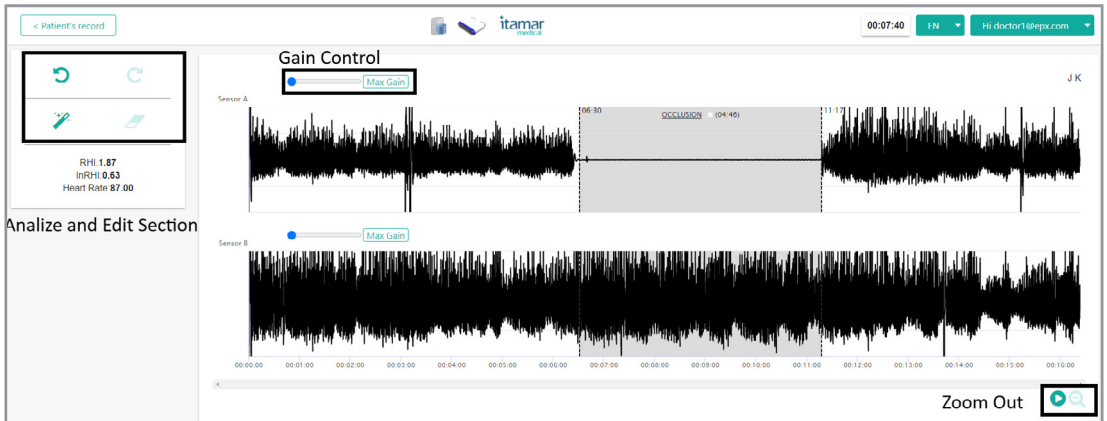 < Patient's record
itamar
medical
00:07:40
EN
Hi doctor1@epx.com
Gain Control
Max Gain
J K
Sensor A
06:30
OCCLUSION (04:46)
11:17
RHI:1.87
lnRHI:0.63
Heart Rate:87.00
Analize and Edit Section
Max Gain
Sensor B
00:00:00 00:01:00 00:02:00 00:03:00 00:04:00 00:05:00 00:06:00 00:07:00 00:08:00 00:09:00 00:10:00 00:11:00 00:12:00 00:13:00 00:14:00 00:15:00 00:16:00
Zoom Out